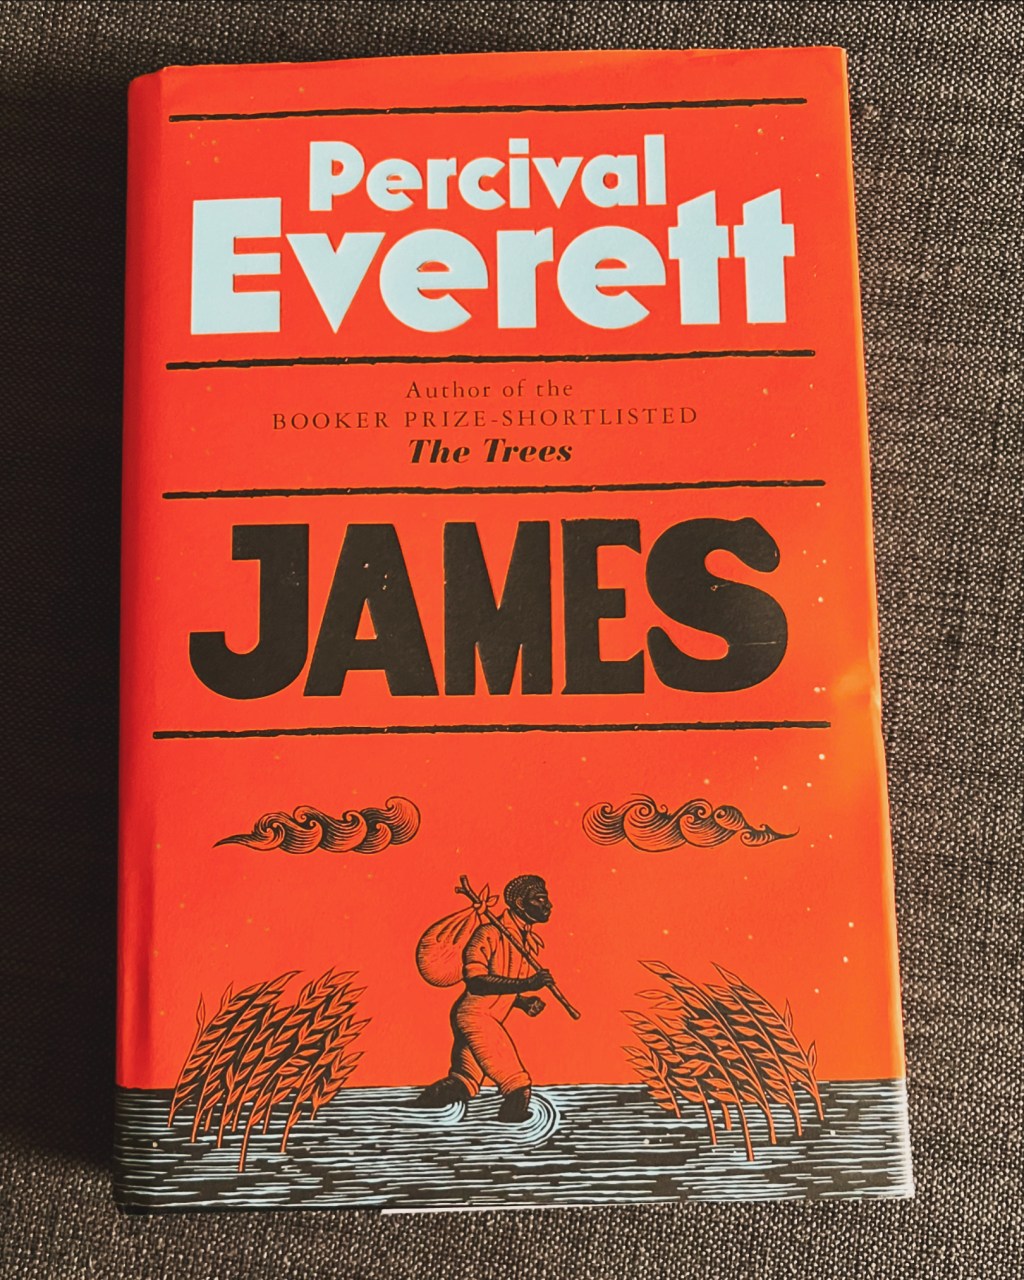 Percival
Everett
Author of the
BOOKER PRIZE-SHORTLISTED
The Trees
JAMES